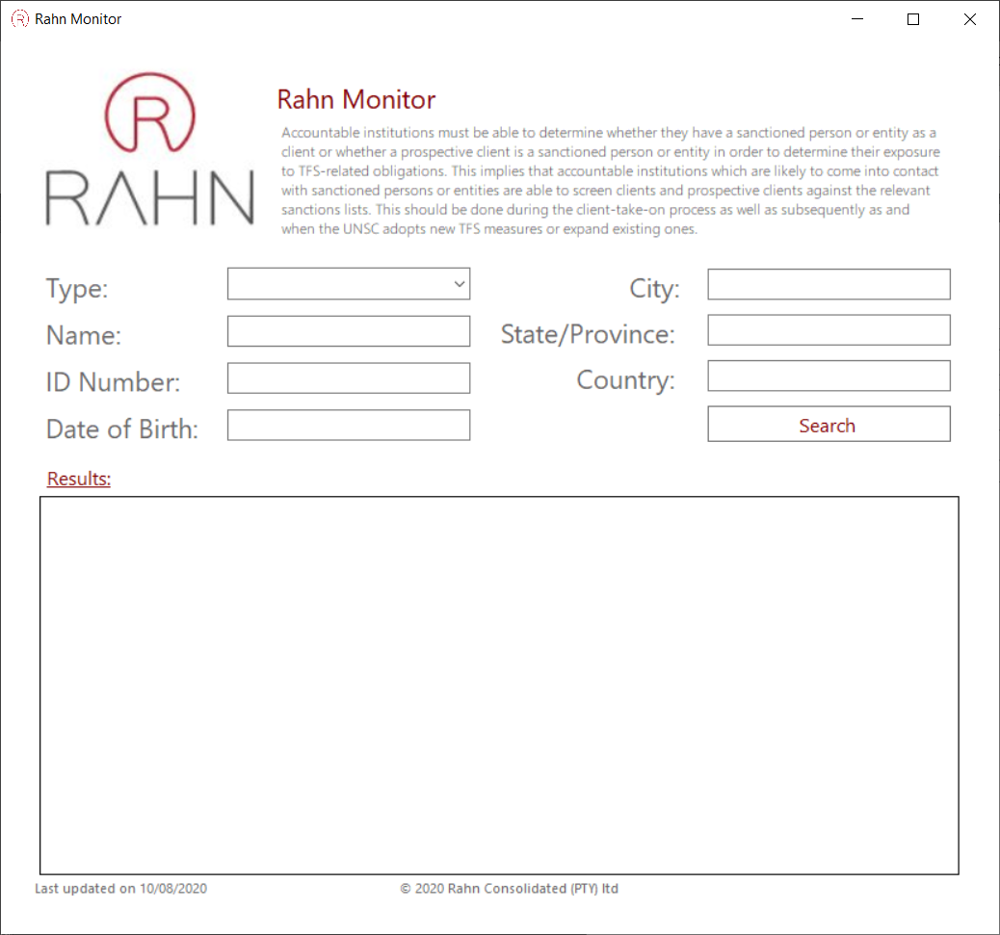 Rahn Monitor
R
RAHN
Rahn Monitor
Accountable institutions must be able to determine whether they have a sanctioned person or entity as a
client or whether a prospective client is a sanctioned person or entity in order to determine their exposure
to TFS-related obligations. This implies that accountable institutions which are likely to come into contact
with sanctioned persons or entities are able to screen clients and prospective clients against the relevant
sanctions lists. This should be done during the client-take-on process as well as subsequently as and
when the UNSC adopts new TFS measures or expand existing ones.
Type:
City:
Name:
State/Province:
ID Number:
Country:
Date of Birth:
Search
Results:
Last updated on 10/08/2020
© 2020 Rahn Consolidated (PTY) ltd